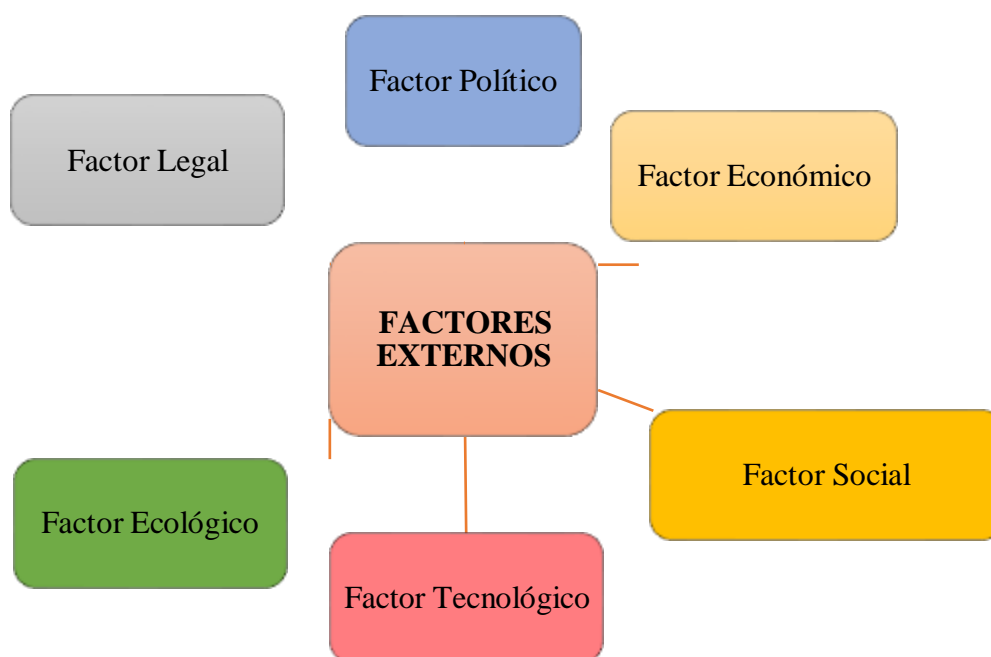 Factor Político
Factor Legal
Factor Económico
FACTORES
EXTERNOS
Factor Social
Factor Ecológico
Factor Tecnológico